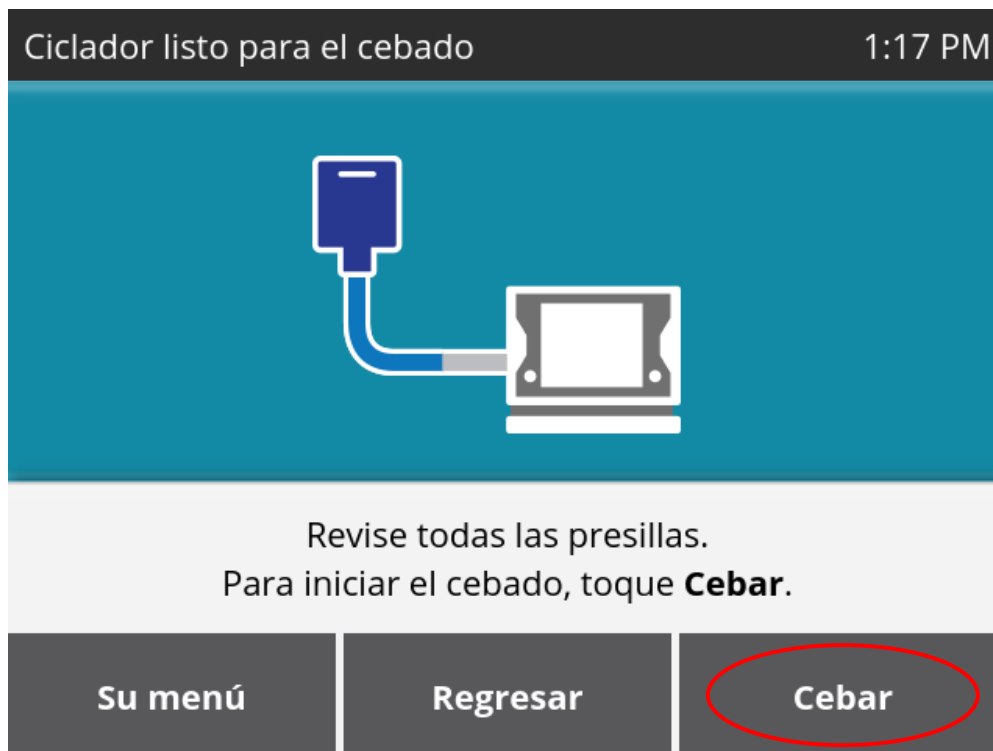 Ciclador listo para el cebado 1:17 PM
Revise todas las presillas.
Para iniciar el cebado, toque Cebar.
Su menú Regresar Cebar